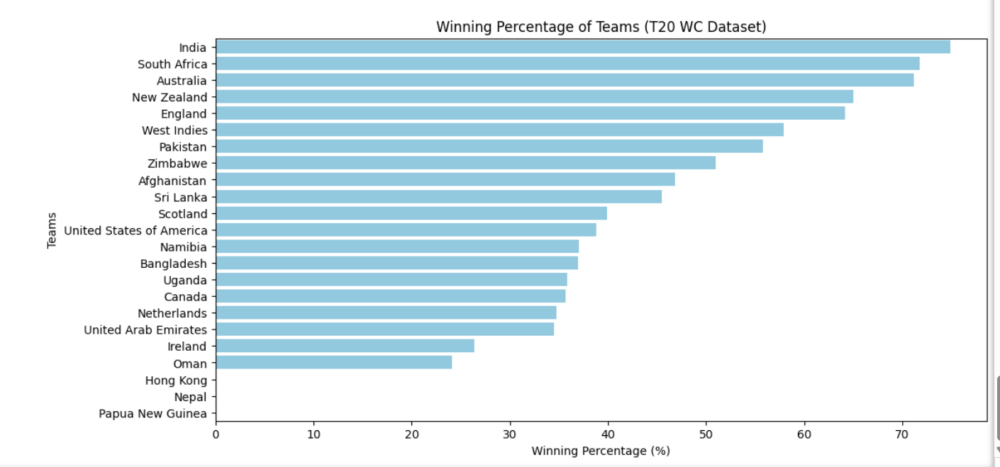 Winning Percentage of Teams (T20 WC Dataset)
India
South Africa
Australia
New Zealand
England
West Indies
Pakistan
Zimbabwe
Afghanistan
Sri Lanka
Scotland
United States of America
Namibia
Bangladesh
Uganda
Canada
Netherlands
United Arab Emirates
Ireland
Oman
Hong Kong
Nepal
Papua New Guinea
Teams
0 10 20 30 40 50 60 70
Winning Percentage (%)